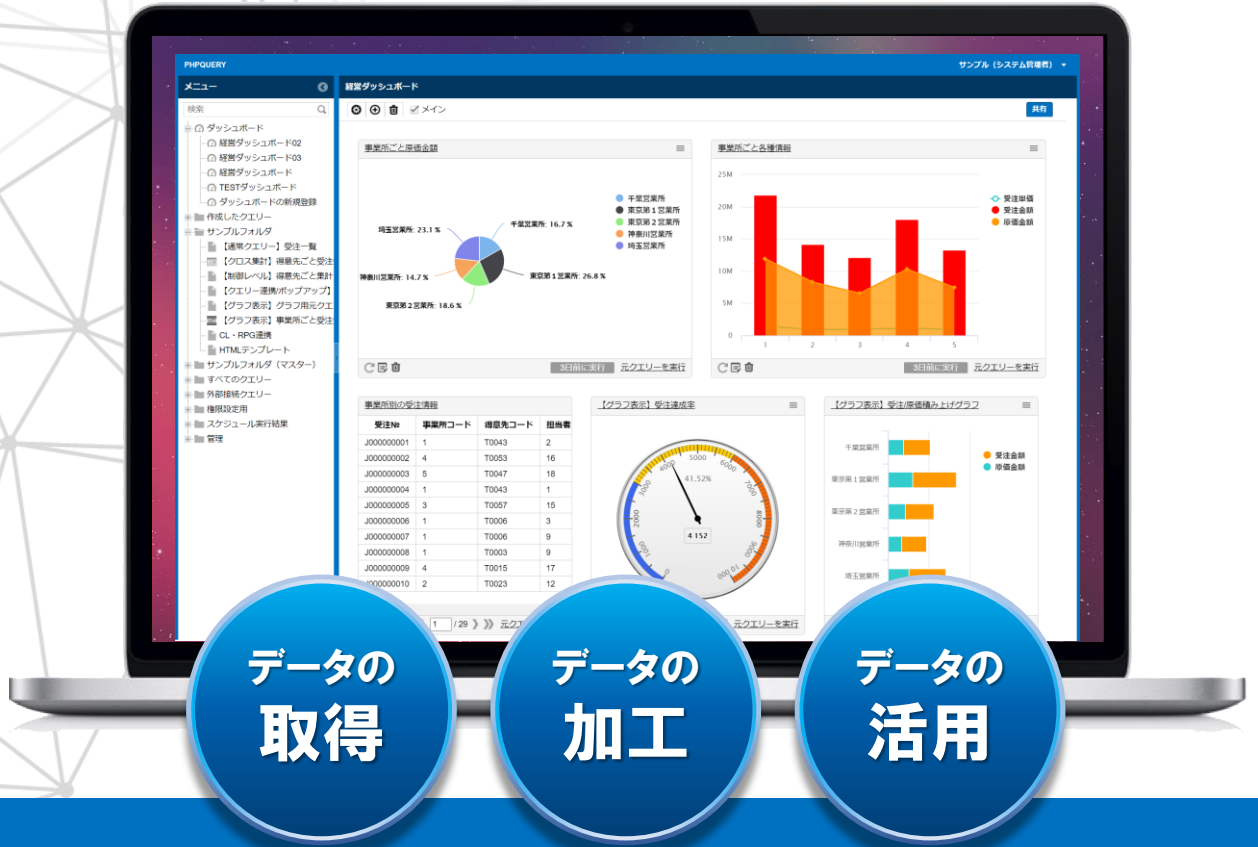 PHPQUERY
サンプル（システム管理者）
メニュー
経営ダッシュボード
検索
メイン
共有
ダッシュボード
経営ダッシュボード02
経営ダッシュボード03
経営ダッシュボード
TESTダッシュボード
ダッシュボードの新規登録
作成したクエリー
サンプルフォルダ
【通常クエリー】受注一覧
【クロス集計】得意先ごと受注
【制御レベル】得意先ごと集計
【クエリー連携/ポップアップ】
【グラフ表示】グラフ用元クエ
【グラフ表示】事業所ごと受注
CL・RPG連携
HTMLテンプレート
サンプルフォルダ（マスター）
すべてのクエリー
外部接続クエリー
権限設定用
スケジュール実行結果
管理
事業所ごと原価金額
千葉営業所: 16.7 %
東京第１営業所: 26.8 %
東京第２営業所: 18.6 %
神奈川営業所: 14.7 %
埼玉営業所: 23.1 %
千葉営業所
東京第１営業所
東京第２営業所
神奈川営業所
埼玉営業所
3日前に実行 元クエリーを実行
事業所ごと各種情報
25M
20M
15M
10M
5M
0
1 2 3 4 5
受注単価
受注金額
原価金額
3日前に実行 元クエリーを実行
事業所別の受注情報
受注№ 事業所コード 得意先コード 担当者
J000000001 1 T0043 2
J000000002 4 T0053 16
J000000003 5 T0047 18
J000000004 1 T0043 1
J000000005 3 T0057 15
J000000006 1 T0006 3
J000000007 1 T0006 9
J000000008 1 T0003 9
J000000009 4 T0015 17
J000000010 2 T0023 12
1 / 29 元クエ
【グラフ表示】受注達成率
0
1000
2000
3000
4000
5000
6000
7000
8000
9000
10 000
41.52%
4 152
元クエリーを実行
【グラフ表示】受注/原価積み上げグラフ
千葉営業所
東京第１営業所
東京第２営業所
神奈川営業所
埼玉営業所
受注金額
原価金額
データの
取得
データの
加工
データの
活用